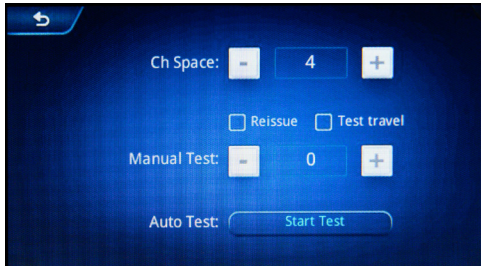 Ch Space: - 4 +
Reissue Test travel
Manual Test: - 0 +
Auto Test: Start Test